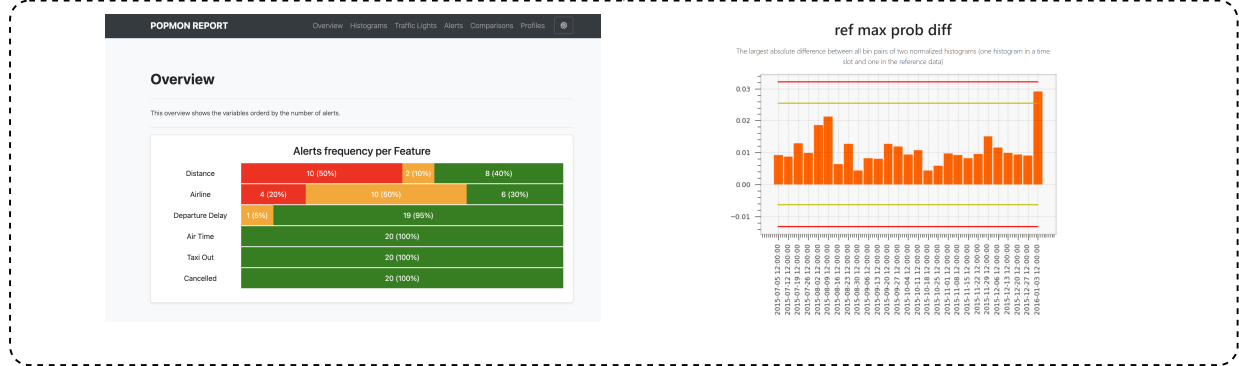 POPMON REPORT
Overview Histograms Traffic Lights Alerts Comparisons Profiles
Overview
This overview shows the variables orderd by the number of alerts.
Alerts frequency per Feature
Distance 10 (50%) 2 (10%) 8 (40%)
Airline 4 (20%) 10 (50%) 6 (30%)
Departure Delay 1 (5%) 19 (95%)
Air Time 20 (100%)
Taxi Out 20 (100%)
Cancelled 20 (100%)
ref max prob diff
The largest absolute difference between all bin pairs of two normalized histograms (one histogram in a time
slot and one in the reference data)
0.03
0.02
0.01
0.00
−0.01
2015-07-05 12:00:00
2015-07-12 12:00:00
2015-07-19 12:00:00
2015-07-26 12:00:00
2015-08-02 12:00:00
2015-08-09 12:00:00
2015-08-16 12:00:00
2015-08-23 12:00:00
2015-08-30 12:00:00
2015-09-06 12:00:00
2015-09-13 12:00:00
2015-09-20 12:00:00
2015-09-27 12:00:00
2015-10-04 12:00:00
2015-10-11 12:00:00
2015-10-18 12:00:00
2015-10-25 12:00:00
2015-11-01 12:00:00
2015-11-08 12:00:00
2015-11-15 12:00:00
2015-11-22 12:00:00
2015-11-29 12:00:00
2015-12-06 12:00:00
2015-12-13 12:00:00
2015-12-20 12:00:00
2015-12-27 12:00:00
2016-01-03 12:00:00